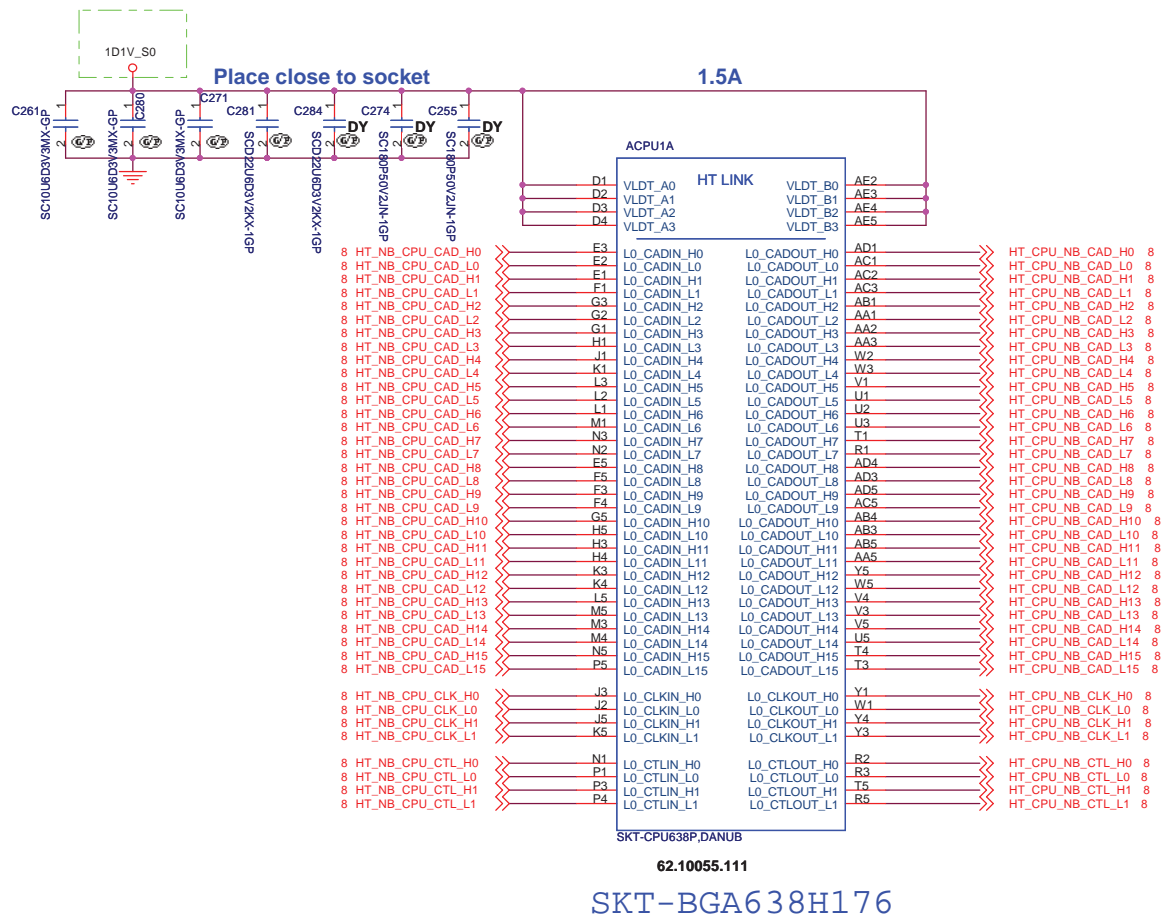 1D1V_S0
Place close to socket
1.5A
C261 1 2 SC10U6D3V3MX-GP
C280 1 2 SC10U6D3V3MX-GP
C271 1 2 SC10U6D3V3MX-GP
C281 1 2 SCD22U6D3V2KX-1GP
C284 1 2 DY SCD22U6D3V2KX-1GP
C274 1 2 DY SC180P50V2JN-1GP
C255 1 2 DY SC180P50V2JN-1GP
ACPU1A
HT LINK
D1 VLDT_A0 VLDT_B0 AE2
D2 VLDT_A1 VLDT_B1 AE3
D3 VLDT_A2 VLDT_B2 AE4
D4 VLDT_A3 VLDT_B3 AE5
8 HT_NB_CPU_CAD_H0 E3 L0_CADIN_H0 L0_CADOUT_H0 AD1 HT_CPU_NB_CAD_H0 8
8 HT_NB_CPU_CAD_L0 E2 L0_CADIN_L0 L0_CADOUT_L0 AC1 HT_CPU_NB_CAD_L0 8
8 HT_NB_CPU_CAD_H1 E1 L0_CADIN_H1 L0_CADOUT_H1 AC2 HT_CPU_NB_CAD_H1 8
8 HT_NB_CPU_CAD_L1 F1 L0_CADIN_L1 L0_CADOUT_L1 AC3 HT_CPU_NB_CAD_L1 8
8 HT_NB_CPU_CAD_H2 G3 L0_CADIN_H2 L0_CADOUT_H2 AB1 HT_CPU_NB_CAD_H2 8
8 HT_NB_CPU_CAD_L2 G2 L0_CADIN_L2 L0_CADOUT_L2 AA1 HT_CPU_NB_CAD_L2 8
8 HT_NB_CPU_CAD_H3 G1 L0_CADIN_H3 L0_CADOUT_H3 AA2 HT_CPU_NB_CAD_H3 8
8 HT_NB_CPU_CAD_L3 H1 L0_CADIN_L3 L0_CADOUT_L3 AA3 HT_CPU_NB_CAD_L3 8
8 HT_NB_CPU_CAD_H4 J1 L0_CADIN_H4 L0_CADOUT_H4 W2 HT_CPU_NB_CAD_H4 8
8 HT_NB_CPU_CAD_L4 K1 L0_CADIN_L4 L0_CADOUT_L4 W3 HT_CPU_NB_CAD_L4 8
8 HT_NB_CPU_CAD_H5 L3 L0_CADIN_H5 L0_CADOUT_H5 V1 HT_CPU_NB_CAD_H5 8
8 HT_NB_CPU_CAD_L5 L2 L0_CADIN_L5 L0_CADOUT_L5 U1 HT_CPU_NB_CAD_L5 8
8 HT_NB_CPU_CAD_H6 L1 L0_CADIN_H6 L0_CADOUT_H6 U2 HT_CPU_NB_CAD_H6 8
8 HT_NB_CPU_CAD_L6 M1 L0_CADIN_L6 L0_CADOUT_L6 U3 HT_CPU_NB_CAD_L6 8
8 HT_NB_CPU_CAD_H7 N3 L0_CADIN_H7 L0_CADOUT_H7 T1 HT_CPU_NB_CAD_H7 8
8 HT_NB_CPU_CAD_L7 N2 L0_CADIN_L7 L0_CADOUT_L7 R1 HT_CPU_NB_CAD_L7 8
8 HT_NB_CPU_CAD_H8 E5 L0_CADIN_H8 L0_CADOUT_H8 AD4 HT_CPU_NB_CAD_H8 8
8 HT_NB_CPU_CAD_L8 F5 L0_CADIN_L8 L0_CADOUT_L8 AD3 HT_CPU_NB_CAD_L8 8
8 HT_NB_CPU_CAD_H9 F3 L0_CADIN_H9 L0_CADOUT_H9 AD5 HT_CPU_NB_CAD_H9 8
8 HT_NB_CPU_CAD_L9 F4 L0_CADIN_L9 L0_CADOUT_L9 AC5 HT_CPU_NB_CAD_L9 8
8 HT_NB_CPU_CAD_H10 G5 L0_CADIN_H10 L0_CADOUT_H10 AB4 HT_CPU_NB_CAD_H10 8
8 HT_NB_CPU_CAD_L10 H5 L0_CADIN_L10 L0_CADOUT_L10 AB3 HT_CPU_NB_CAD_L10 8
8 HT_NB_CPU_CAD_H11 H3 L0_CADIN_H11 L0_CADOUT_H11 AB5 HT_CPU_NB_CAD_H11 8
8 HT_NB_CPU_CAD_L11 H4 L0_CADIN_L11 L0_CADOUT_L11 AA5 HT_CPU_NB_CAD_L11 8
8 HT_NB_CPU_CAD_H12 K3 L0_CADIN_H12 L0_CADOUT_H12 Y5 HT_CPU_NB_CAD_H12 8
8 HT_NB_CPU_CAD_L12 K4 L0_CADIN_L12 L0_CADOUT_L12 W5 HT_CPU_NB_CAD_L12 8
8 HT_NB_CPU_CAD_H13 L5 L0_CADIN_H13 L0_CADOUT_H13 V4 HT_CPU_NB_CAD_H13 8
8 HT_NB_CPU_CAD_L13 M5 L0_CADIN_L13 L0_CADOUT_L13 V3 HT_CPU_NB_CAD_L13 8
8 HT_NB_CPU_CAD_H14 M3 L0_CADIN_H14 L0_CADOUT_H14 V5 HT_CPU_NB_CAD_H14 8
8 HT_NB_CPU_CAD_L14 M4 L0_CADIN_L14 L0_CADOUT_L14 U5 HT_CPU_NB_CAD_L14 8
8 HT_NB_CPU_CAD_H15 N5 L0_CADIN_H15 L0_CADOUT_H15 T4 HT_CPU_NB_CAD_H15 8
8 HT_NB_CPU_CAD_L15 P5 L0_CADIN_L15 L0_CADOUT_L15 T3 HT_CPU_NB_CAD_L15 8
8 HT_NB_CPU_CLK_H0 J3 L0_CLKIN_H0 L0_CLKOUT_H0 Y1 HT_CPU_NB_CLK_H0 8
8 HT_NB_CPU_CLK_L0 J2 L0_CLKIN_L0 L0_CLKOUT_L0 W1 HT_CPU_NB_CLK_L0 8
8 HT_NB_CPU_CLK_H1 J5 L0_CLKIN_H1 L0_CLKOUT_H1 Y4 HT_CPU_NB_CLK_H1 8
8 HT_NB_CPU_CLK_L1 K5 L0_CLKIN_L1 L0_CLKOUT_L1 Y3 HT_CPU_NB_CLK_L1 8
8 HT_NB_CPU_CTL_H0 N1 L0_CTLIN_H0 L0_CTLOUT_H0 R2 HT_CPU_NB_CTL_H0 8
8 HT_NB_CPU_CTL_L0 P1 L0_CTLIN_L0 L0_CTLOUT_L0 R3 HT_CPU_NB_CTL_L0 8
8 HT_NB_CPU_CTL_H1 P3 L0_CTLIN_H1 L0_CTLOUT_H1 T5 HT_CPU_NB_CTL_H1 8
8 HT_NB_CPU_CTL_L1 P4 L0_CTLIN_L1 L0_CTLOUT_L1 R5 HT_CPU_NB_CTL_L1 8
SKT-CPU638P,DANUB
62.10055.111
SKT-BGA638H176